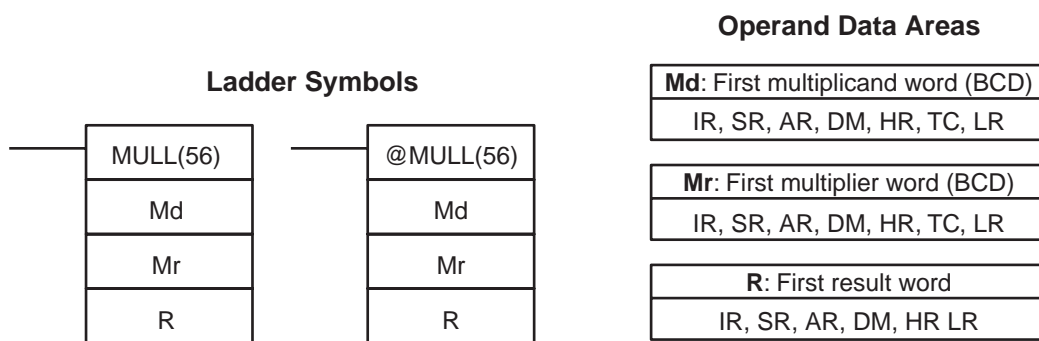 Ladder Symbols
MULL(56)
Md
Mr
R
@MULL(56)
Md
Mr
R
Operand Data Areas
Md: First multiplicand word (BCD)
IR, SR, AR, DM, HR, TC, LR
Mr: First multiplier word (BCD)
IR, SR, AR, DM, HR, TC, LR
R: First result word
IR, SR, AR, DM, HR LR